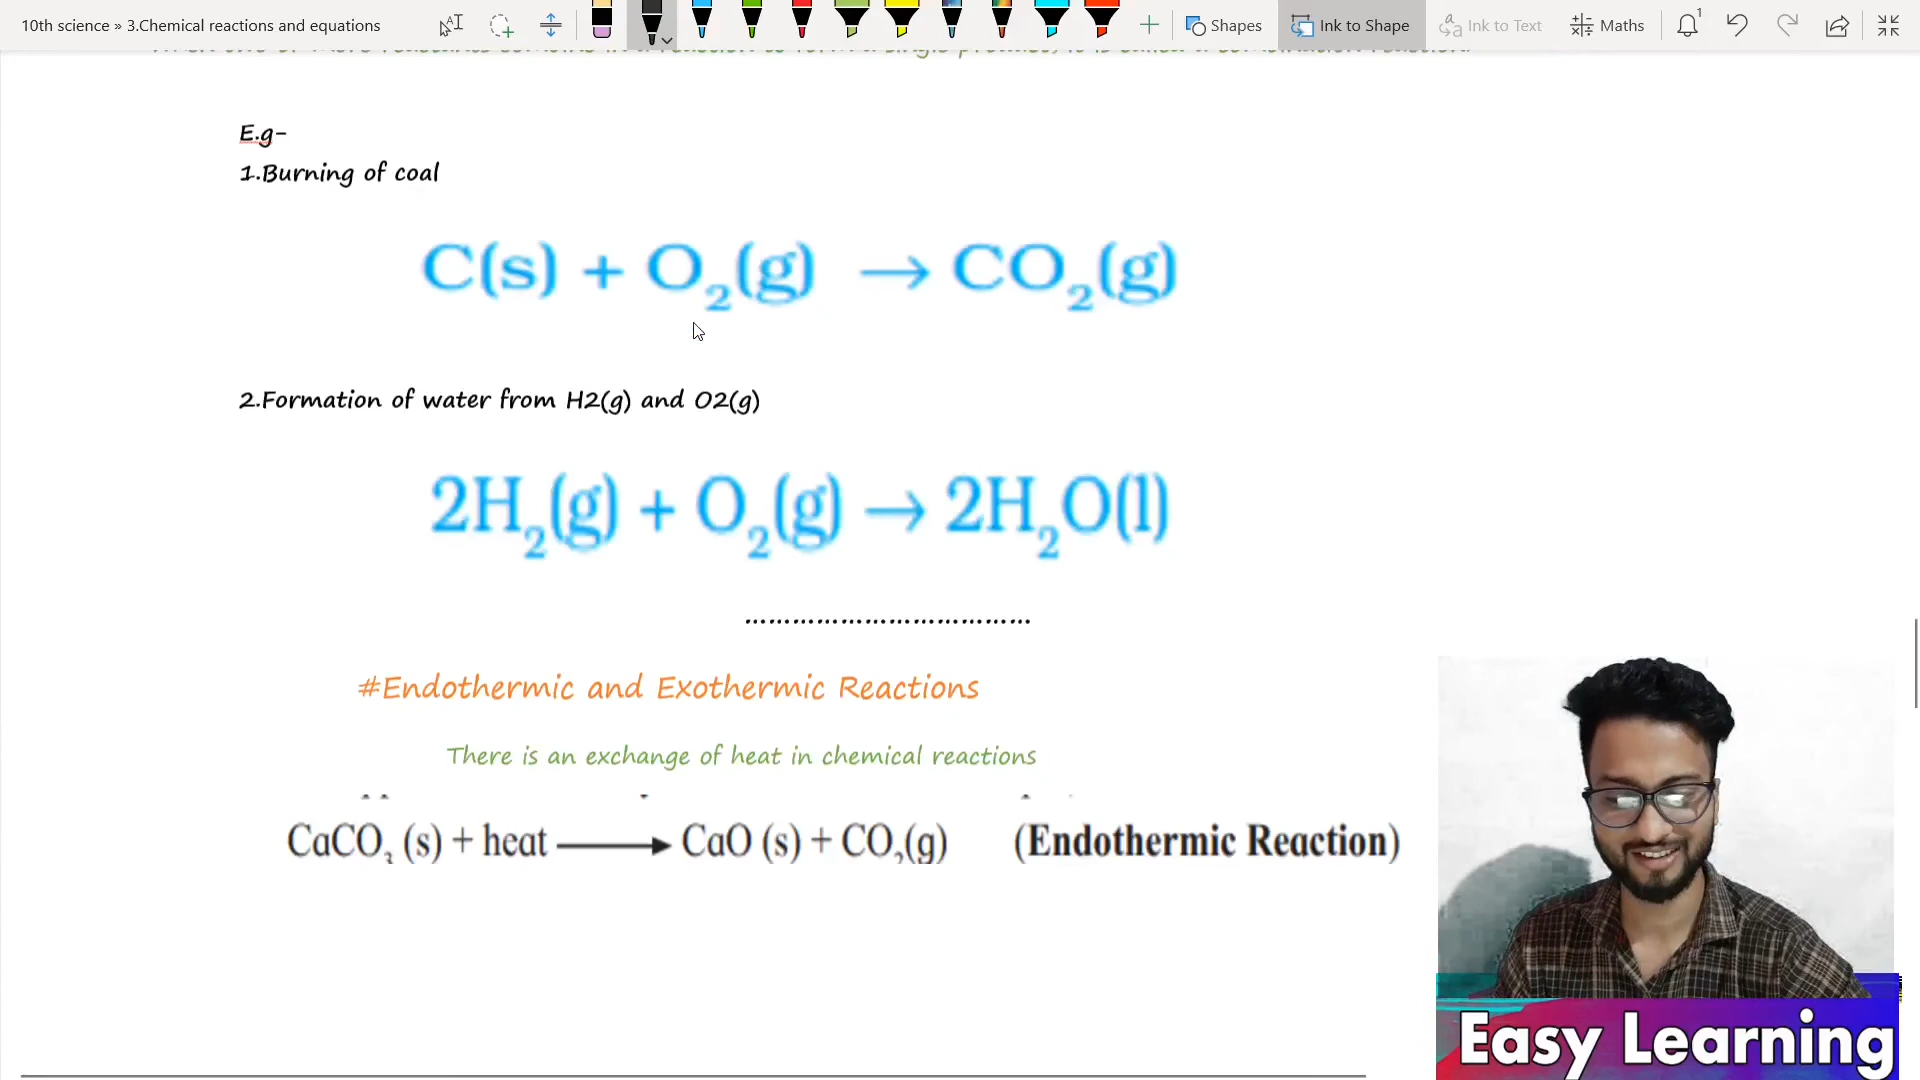 10th science » 3.Chemical reactions and equations
Shapes
Ink to Shape
Ink to Text
Maths
1
E.g-
1.Burning of coal
C(s) + O₂(g) → CO₂(g)
2.Formation of water from H2(g) and O2(g)
2H₂(g) + O₂(g) → 2H₂O(l)
.................................
#Endothermic and Exothermic Reactions
There is an exchange of heat in chemical reactions
CaCO₃ (s) + heat ⟶ CaO (s) + CO₂(g) (Endothermic Reaction)
Easy Learning